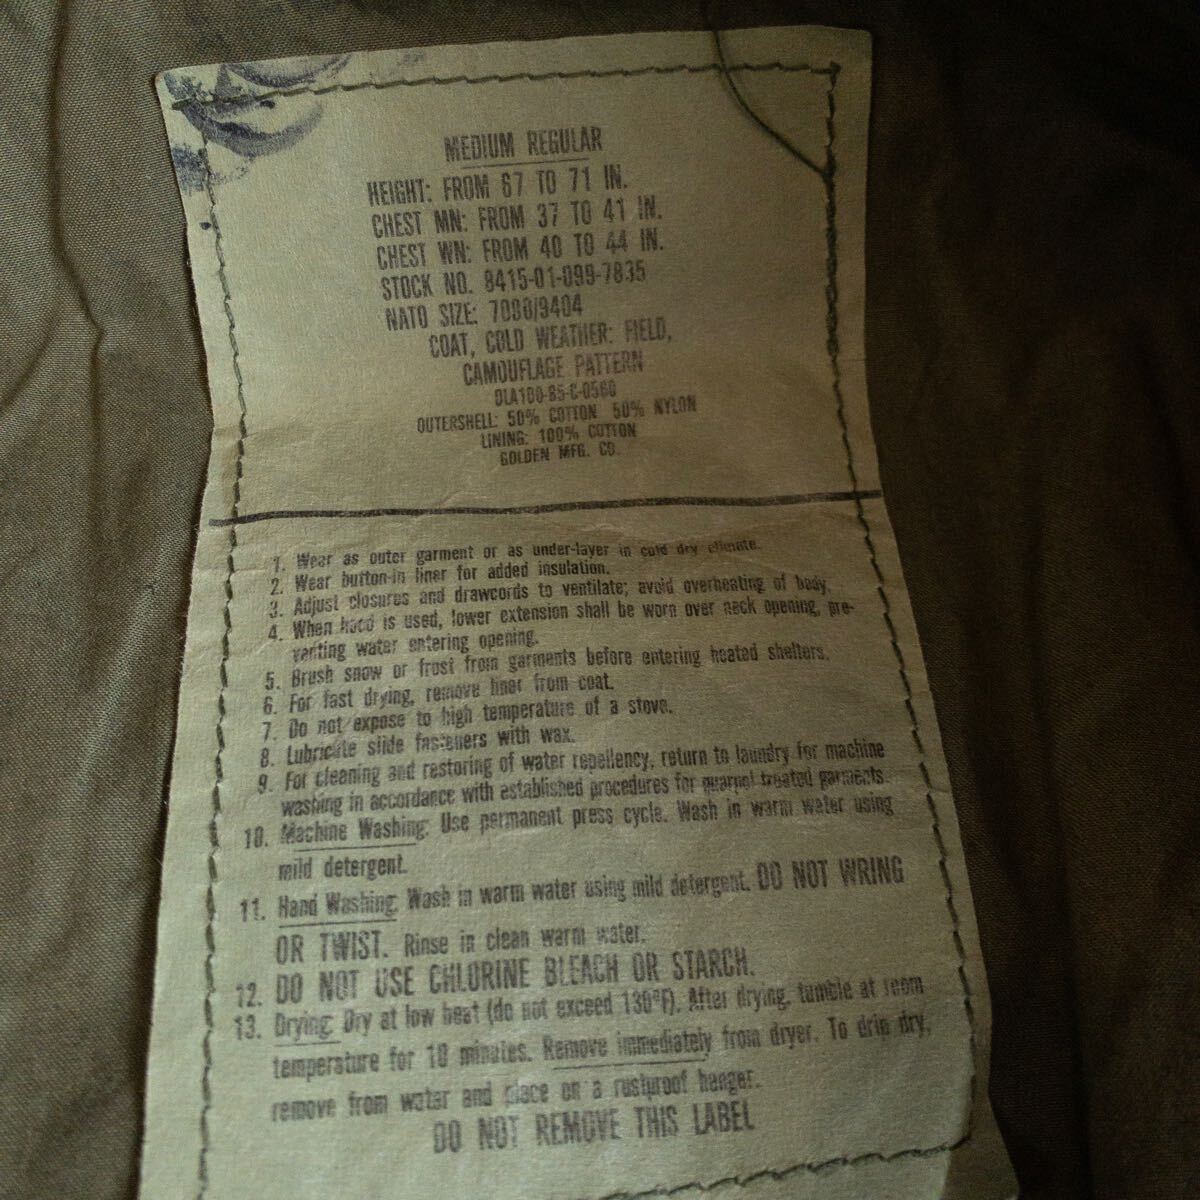 MEDIUM REGULAR
HEIGHT: FROM 67 TO 71 IN.
CHEST MN: FROM 37 TO 41 IN.
CHEST WN: FROM 40 TO 44 IN.
STOCK NO. 8415-01-099-7835
NATO SIZE: 7080/9404
COAT, COLD WEATHER: FIELD,
CAMOUFLAGE PATTERN
DLA100-85-C-0560
OUTERSHELL: 50% COTTON 50% NYLON
LINING: 100% COTTON
GOLDEN MFG. CO.
1. Wear as outer garment or as under-layer in cold dry climate.
2. Wear button-in liner for added insulation.
3. Adjust closures and drawcords to ventilate; avoid overheating of body.
4. When hood is used, lower extension shall be worn over neck opening, pre-
venting water entering opening.
5. Brush snow or frost from garments before entering heated shelters.
6. For fast drying, remove liner from coat.
7. Do not expose to high temperature of a stove.
8. Lubricate slide fasteners with wax.
9. For cleaning and restoring of water repellency, return to laundry for machine
washing in accordance with established procedures for quarpel treated garments.
10. Machine Washing: Use permanent press cycle. Wash in warm water using
mild detergent.
11. Hand Washing: Wash in warm water using mild detergent. DO NOT WRING
OR TWIST. Rinse in clean warm water.
12. DO NOT USE CHLORINE BLEACH OR STARCH.
13. Drying: Dry at low heat (do not exceed 130°F). After drying, tumble at room
temperature for 10 minutes. Remove immediately from dryer. To drip dry,
remove from water and place on a rustproof hanger.
DO NOT REMOVE THIS LABEL